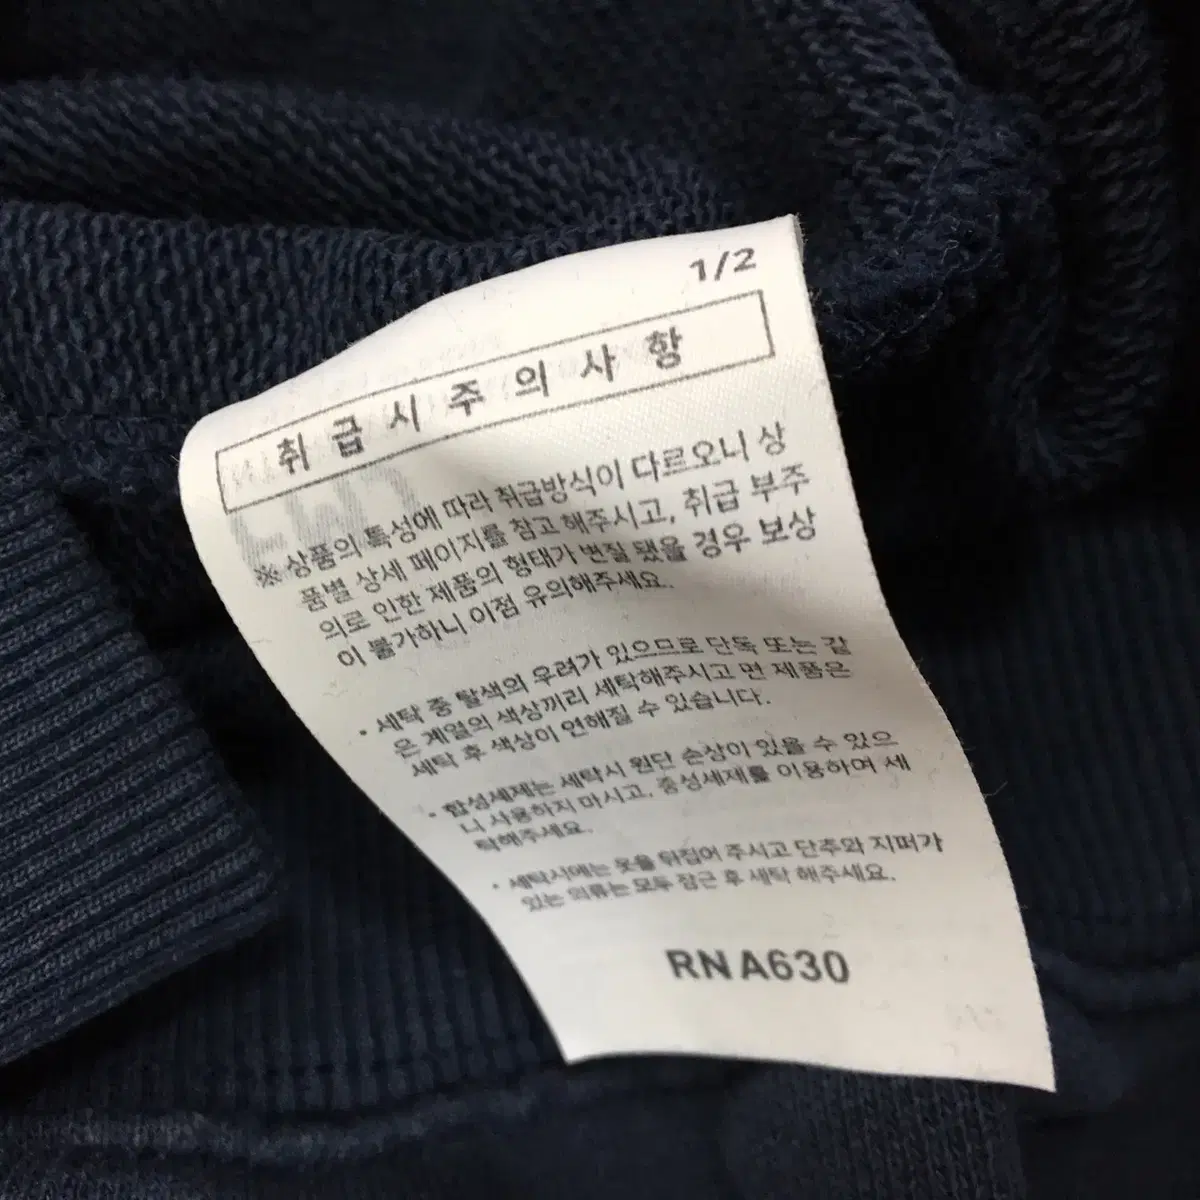 1/2
취급시주의사항
※ 상품의 특성에 따라 취급방식이 다르오니 상
품별 상세 페이지를 참고 해주시고, 취급 부주
의로 인한 제품의 형태가 변질 됐을 경우 보상
이 불가하니 이점 유의해주세요.
· 세탁 중 탈색의 우려가 있으므로 단독 또는 같
은 계열의 색상끼리 세탁해주시고 면 제품은
세탁 후 색상이 연해질 수 있습니다.
· 합성세제는 세탁시 원단 손상이 있을 수 있으
니 사용하지 마시고, 중성세제를 이용하여 세
탁해주세요.
· 세탁시에는 옷을 뒤집어 주시고 단추와 지퍼가
있는 의류는 모두 잠근 후 세탁 해주세요.
RNA630